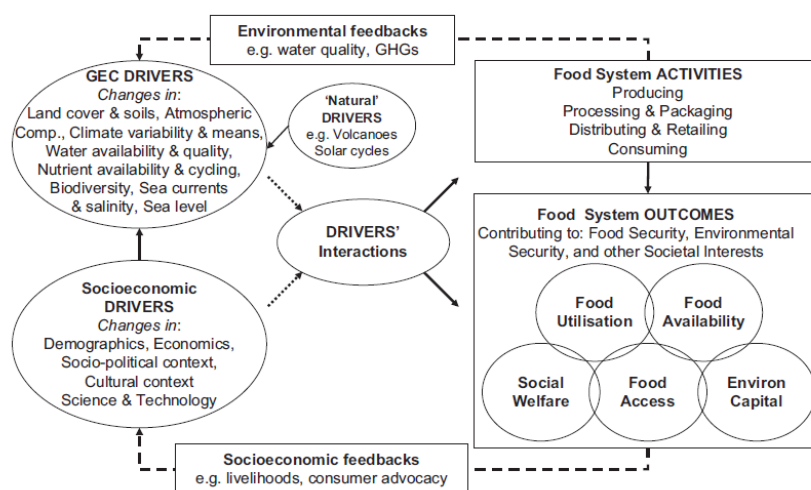 Environmental feedbacks
e.g. water quality, GHGs
GEC DRIVERS
Changes in:
Land cover & soils, Atmospheric
Comp., Climate variability & means,
Water availability & quality,
Nutrient availability & cycling,
Biodiversity, Sea currents
& salinity, Sea level
'Natural'
DRIVERS
e.g. Volcanoes
Solar cycles
Food System ACTIVITIES
Producing
Processing & Packaging
Distributing & Retailing
Consuming
DRIVERS'
Interactions
Food System OUTCOMES
Contributing to: Food Security, Environmental
Security, and other Societal Interests
Food
Utilisation
Food
Availability
Social
Welfare
Food
Access
Environ
Capital
Socioeconomic
DRIVERS
Changes in:
Demographics, Economics,
Socio-political context,
Cultural context
Science & Technology
Socioeconomic feedbacks
e.g. livelihoods, consumer advocacy